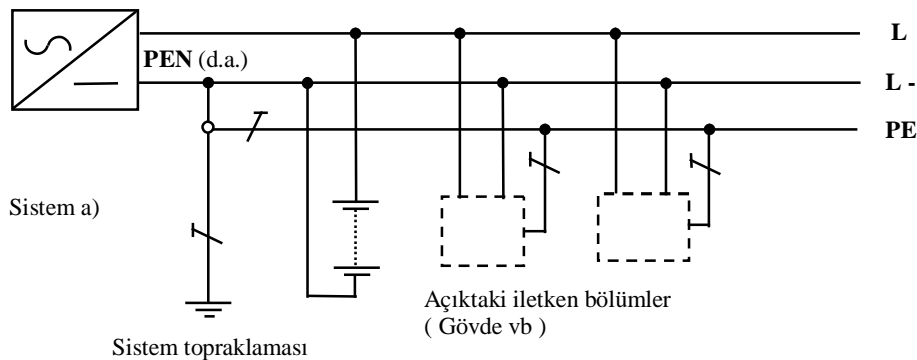 L
PEN (d.a.)
L -
PE
Sistem a)
Açıktaki iletken bölümler
( Gövde vb )
Sistem topraklaması